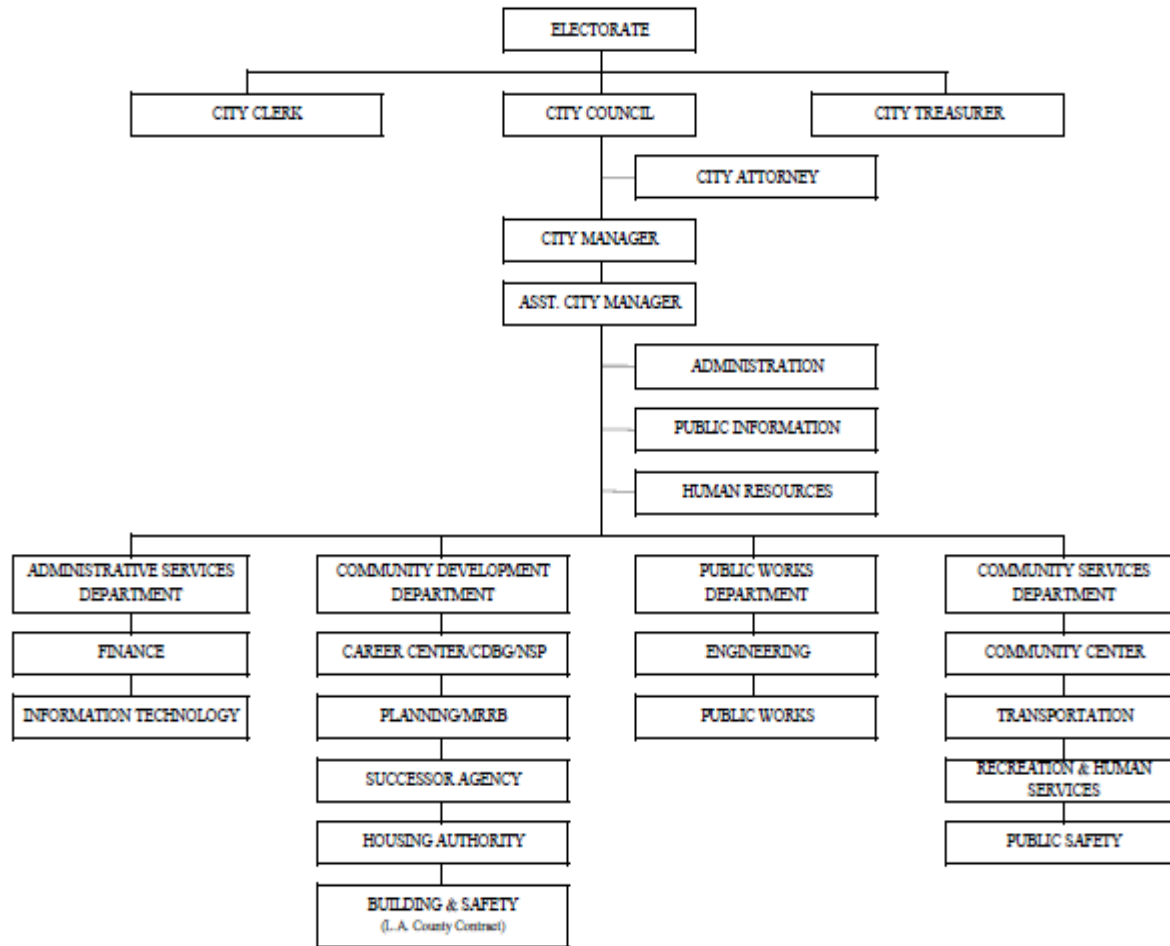 ELECTORATE
CITY CLERK
CITY COUNCIL
CITY TREASURER
CITY ATTORNEY
CITY MANAGER
ASST. CITY MANAGER
ADMINISTRATION
PUBLIC INFORMATION
HUMAN RESOURCES
ADMINISTRATIVE SERVICES
DEPARTMENT
COMMUNITY DEVELOPMENT
DEPARTMENT
PUBLIC WORKS
DEPARTMENT
COMMUNITY SERVICES
DEPARTMENT
FINANCE
CAREER CENTER/CDBG/NSP
ENGINEERING
COMMUNITY CENTER
INFORMATION TECHNOLOGY
PLANNING/MRRB
PUBLIC WORKS
TRANSPORTATION
SUCCESSOR AGENCY
RECREATION & HUMAN
SERVICES
HOUSING AUTHORITY
PUBLIC SAFETY
BUILDING & SAFETY
(L.A. County Contract)